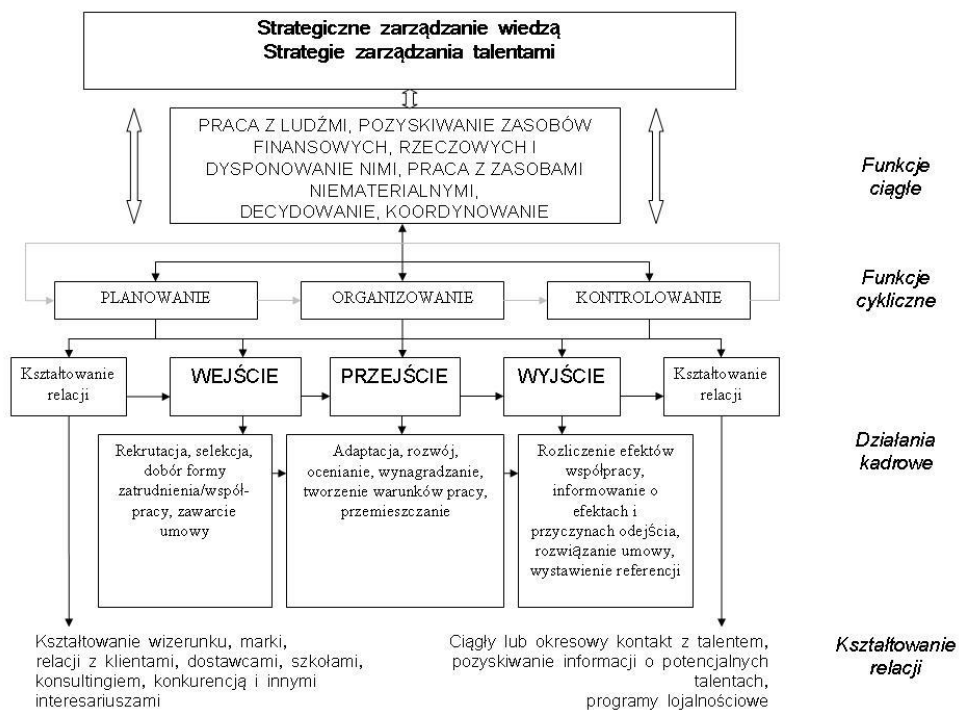 Strategiczne zarządzanie wiedzą
Strategie zarządzania talentami
PRACA Z LUDŹMI, POZYSKIWANIE ZASOBÓW
FINANSOWYCH, RZECZOWYCH I
DYSPONOWANIE NIMI, PRACA Z ZASOBAMI
NIEMATERIALNYMI,
DECYDOWANIE, KOORDYNOWANIE
Funkcje
ciągłe
PLANOWANIE
ORGANIZOWANIE
KONTROLOWANIE
Funkcje
cykliczne
Kształtowanie
relacji
WEJŚCIE
PRZEJŚCIE
WYJŚCIE
Kształtowanie
relacji
Rekrutacja, selekcja,
dobór formy
zatrudnienia/współ-
pracy, zawarcie
umowy
Adaptacja, rozwój,
ocenianie, wynagradzanie,
tworzenie warunków pracy,
przemieszczanie
Rozliczenie efektów
współpracy,
informowanie o
efektach i
przyczynach odejścia,
rozwiązanie umowy,
wystawienie referencji
Działania
kadrowe
Kształtowanie wizerunku, marki,
relacji z klientami, dostawcami, szkołami,
konsultingiem, konkurencją i innymi
interesariuszami
Ciągły lub okresowy kontakt z talentem,
pozyskiwanie informacji o potencjalnych
talentach,
programy lojalnościowe
Kształtowanie
relacji